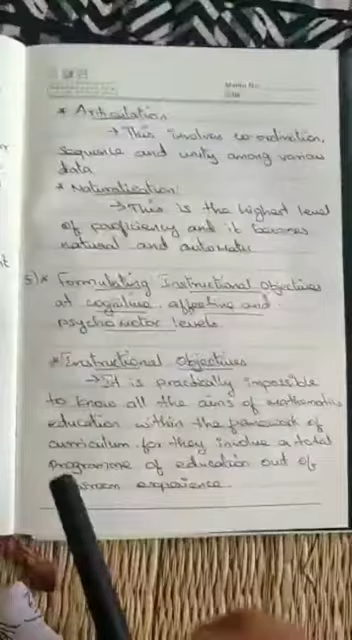 * Articulation
→ This involves co-ordination,
sequence and unity among various
data
* Naturalisation:
→ This is the highest level
of proficiency and it becomes
natural and automatic
5) * Formulating Instructional Objectives
at cognitive, affective and
psychomotor levels
* Instructional Objectives
→ It is practically impossible
to know all the aims of mathematics
education within the framework of
curriculum for they involve a total
programme of education out of
experience.